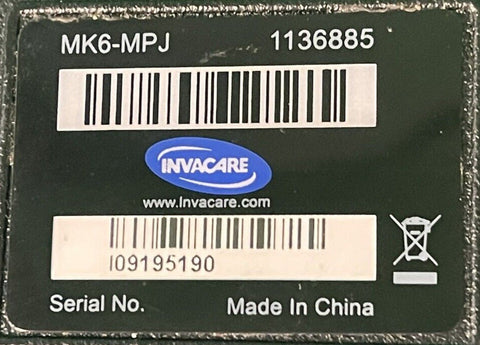 MK6-MPJ 1136885
INVACARE
www.Invacare.com
I09195190
Serial No. Made In China